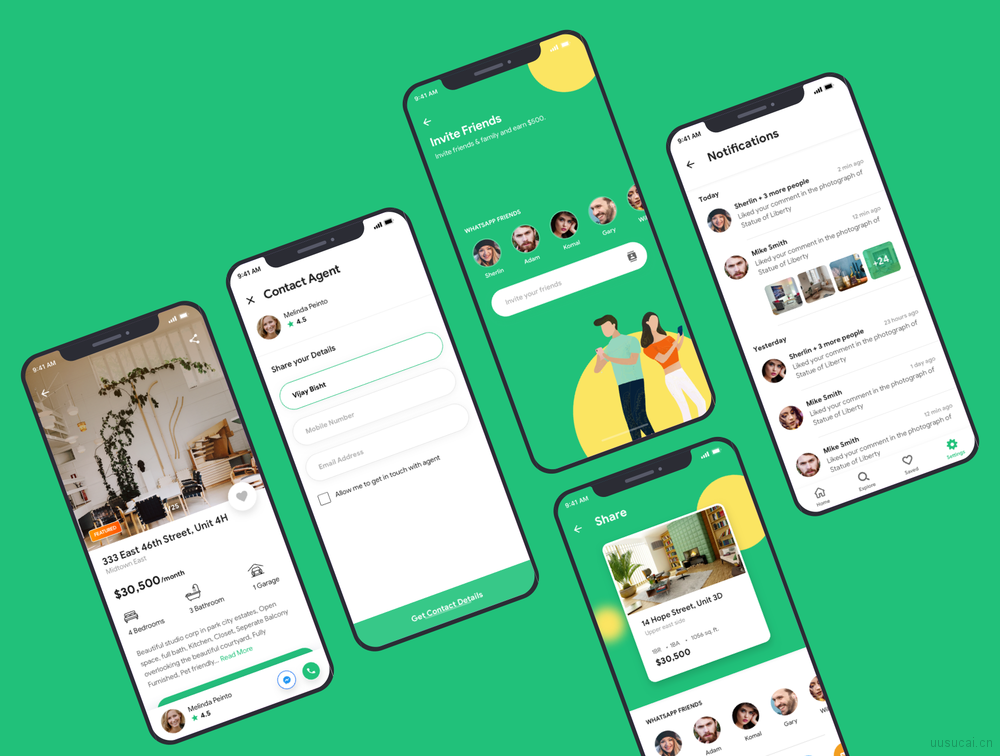 9:41 AM
FEATURED
/25
333 East 46th Street, Unit 4H
Midtown East
$30,500/month
4 Bedrooms
3 Bathroom
1 Garage
Beautiful studio corp in park city estates, Open
space, full bath, Kitchen, Closet, Seperate Balcony
overlooking the beautiful courtyard, Fully
Furnished, Pet friendly... Read More
Melinda Peinto
4.5
9:41 AM
Contact Agent
Melinda Peinto
4.5
Share your Details
Vijay Bisht
Mobile Number
Email Address
Allow me to get in touch with agent
Get Contact Details
9:41 AM
Invite Friends
Invite friends & family and earn $500.
WHATSAPP FRIENDS
Sherlin
Adam
Komal
Gary
Wi
Invite your friends
9:41 AM
Share
14 Hope Street, Unit 3D
Upper east side
1BR • 1BA • 1056 sq. ft.
$30,500
WHATSAPP FRIENDS
Adam
Komal
Gary
9:41 AM
Notifications
Today
Sherlin + 3 more people
2 min ago
Liked your comment in the photograph of
Statue of Liberty
Mike Smith
12 min ago
Liked your comment in the photograph of
Statue of Liberty
+24
Yesterday
Sherlin + 3 more people
23 hours ago
Liked your comment in the photograph of
Statue of Liberty
Mike Smith
1 day ago
Liked your comment in the photograph of
Statue of Liberty
Mike Smith
12 min ago
Liked your comment in the photograph of
Statue of Liberty
Home
Explore
Saved
Settings
uusucai.cn